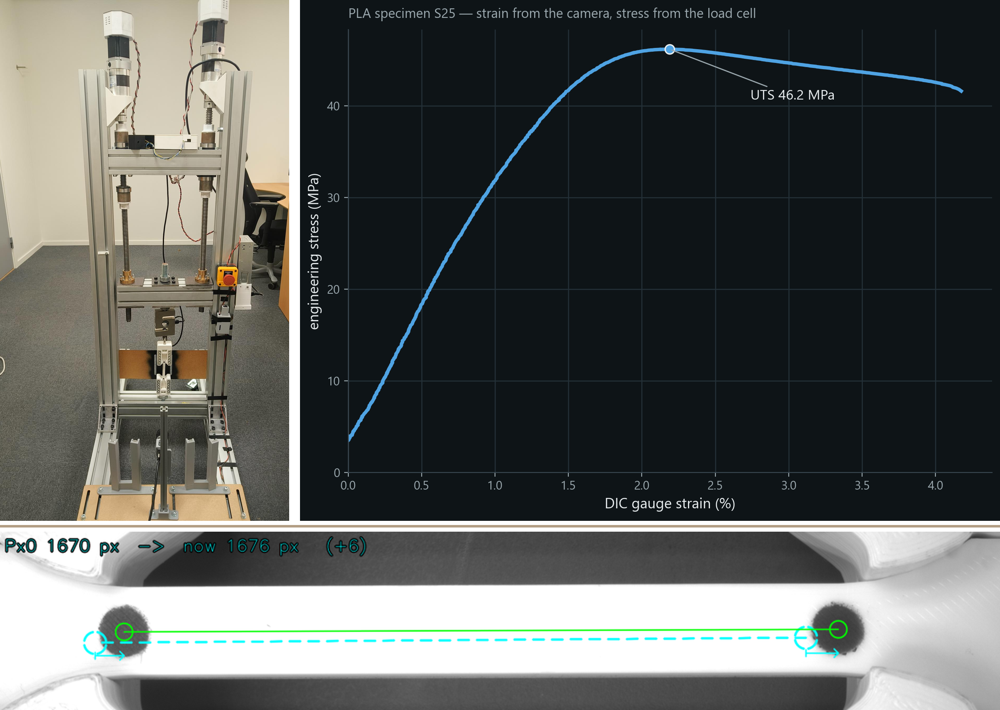 PLA specimen S25 — strain from the camera, stress from the load cell
engineering stress (MPa)
40
30
20
10
0
UTS 46.2 MPa
0.0 0.5 1.0 1.5 2.0 2.5 3.0 3.5 4.0
DIC gauge strain (%)
Px0 1670 px -> now 1676 px (+6)